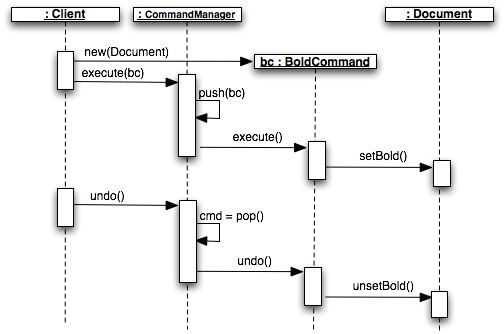 : Client
: CommandManager
: Document
new(Document)
bc : BoldCommand
execute(bc)
push(bc)
execute()
setBold()
undo()
cmd = pop()
undo()
unsetBold()